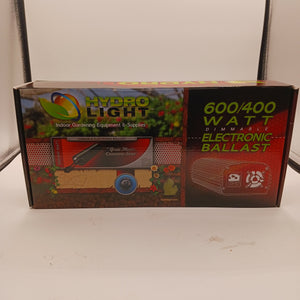 HYDRO
LIGHT
Indoor Gardening Equipment & Supplies
600/400
WATT
DIMMABLE
ELECTRONIC
BALLAST